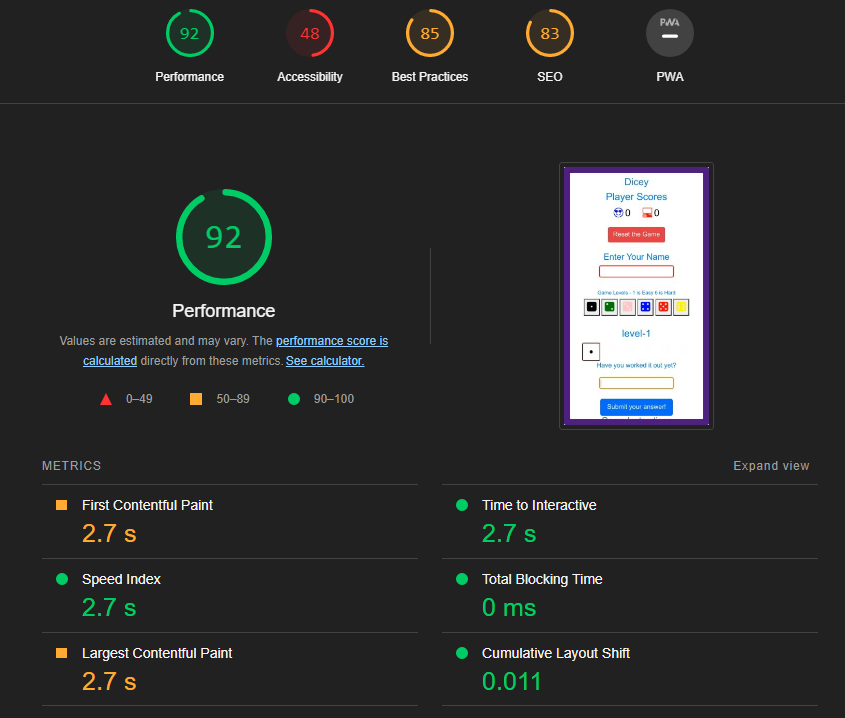 92
48
85
83
PWA
Performance
Accessibility
Best Practices
SEO
PWA
92
Performance
Values are estimated and may vary. The performance score is
calculated directly from these metrics. See calculator.
0–49
50–89
90–100
Dicey
Player Scores
0
0
Reset the Game
Enter Your Name
Game Levels - 1 is Easy 6 is Hard
level-1
Have you worked it out yet?
Submit your answer!
METRICS
Expand view
First Contentful Paint
2.7 s
Time to Interactive
2.7 s
Speed Index
2.7 s
Total Blocking Time
0 ms
Largest Contentful Paint
2.7 s
Cumulative Layout Shift
0.011